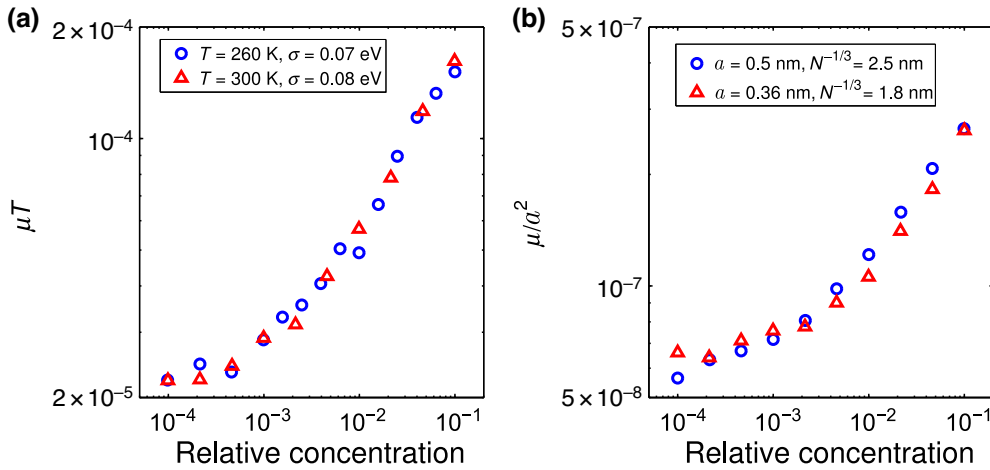 (a)
2×10⁻⁴
T = 260 K, σ = 0.07 eV
T = 300 K, σ = 0.08 eV
10⁻⁴
μT
2×10⁻⁵
10⁻⁴ 10⁻³ 10⁻² 10⁻¹
Relative concentration
(b)
5×10⁻⁷
a = 0.5 nm, N⁻¹/³ = 2.5 nm
a = 0.36 nm, N⁻¹/³ = 1.8 nm
μ/a²
10⁻⁷
5×10⁻⁸
10⁻⁴ 10⁻³ 10⁻² 10⁻¹
Relative concentration